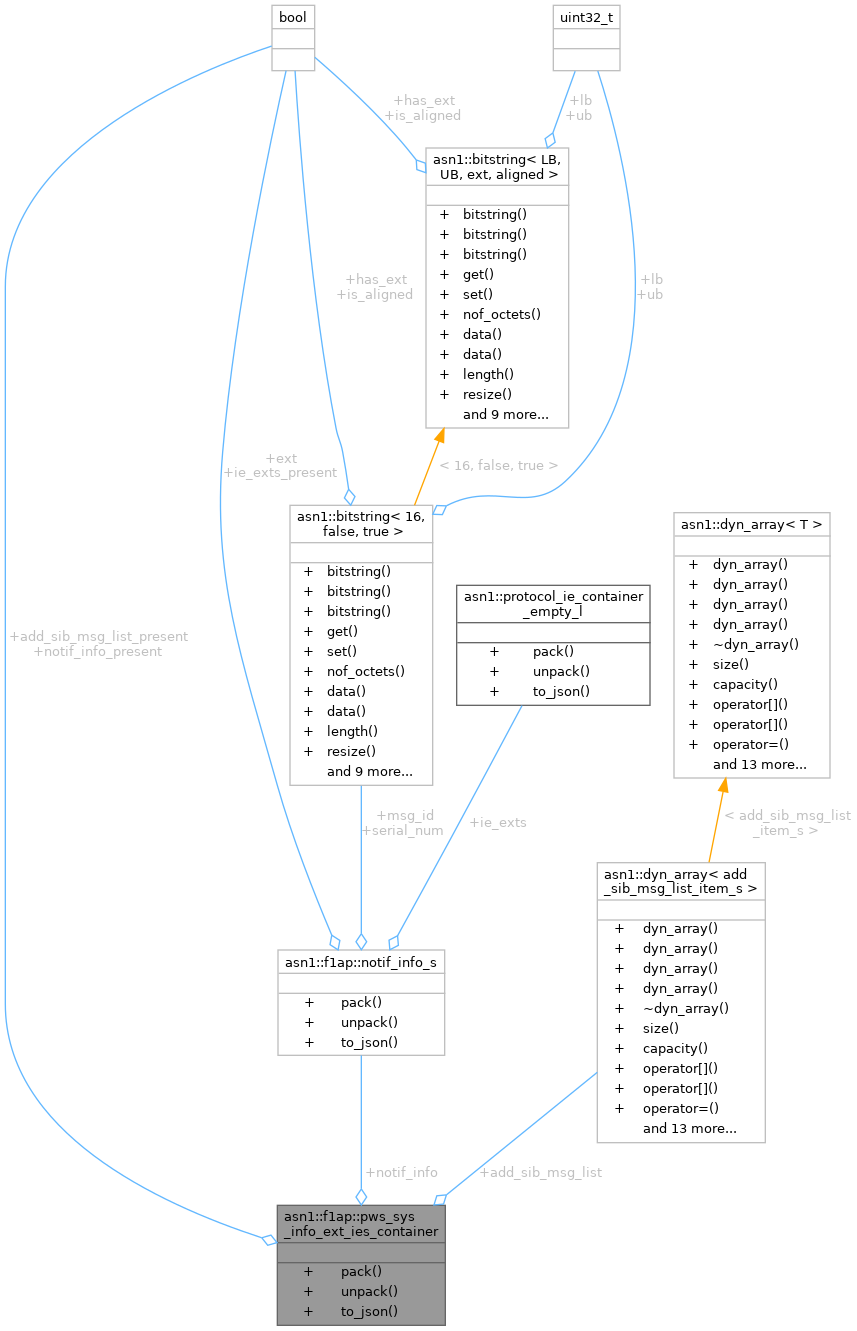 bool
uint32_t
+has_ext
+is_aligned
+lb
+ub
asn1::bitstring< LB,
UB, ext, aligned >
+ bitstring()
+ bitstring()
+ bitstring()
+ get()
+ set()
+ nof_octets()
+ data()
+ data()
+ length()
+ resize()
and 9 more...
+has_ext
+is_aligned
+lb
+ub
+ext
+ie_exts_present
< 16, false, true >
asn1::bitstring< 16,
false, true >
+ bitstring()
+ bitstring()
+ bitstring()
+ get()
+ set()
+ nof_octets()
+ data()
+ data()
+ length()
+ resize()
and 9 more...
asn1::protocol_ie_container
_empty_l
+ pack()
+ unpack()
+ to_json()
asn1::dyn_array< T >
+ dyn_array()
+ dyn_array()
+ dyn_array()
+ dyn_array()
+ ~dyn_array()
+ size()
+ capacity()
+ operator[]()
+ operator[]()
+ operator=()
and 13 more...
+add_sib_msg_list_present
+notif_info_present
+msg_id
+serial_num
+ie_exts
< add_sib_msg_list
_item_s >
asn1::dyn_array< add
_sib_msg_list_item_s >
+ dyn_array()
+ dyn_array()
+ dyn_array()
+ dyn_array()
+ ~dyn_array()
+ size()
+ capacity()
+ operator[]()
+ operator[]()
+ operator=()
and 13 more...
asn1::f1ap::notif_info_s
+ pack()
+ unpack()
+ to_json()
+notif_info
+add_sib_msg_list
asn1::f1ap::pws_sys
_info_ext_ies_container
+ pack()
+ unpack()
+ to_json()